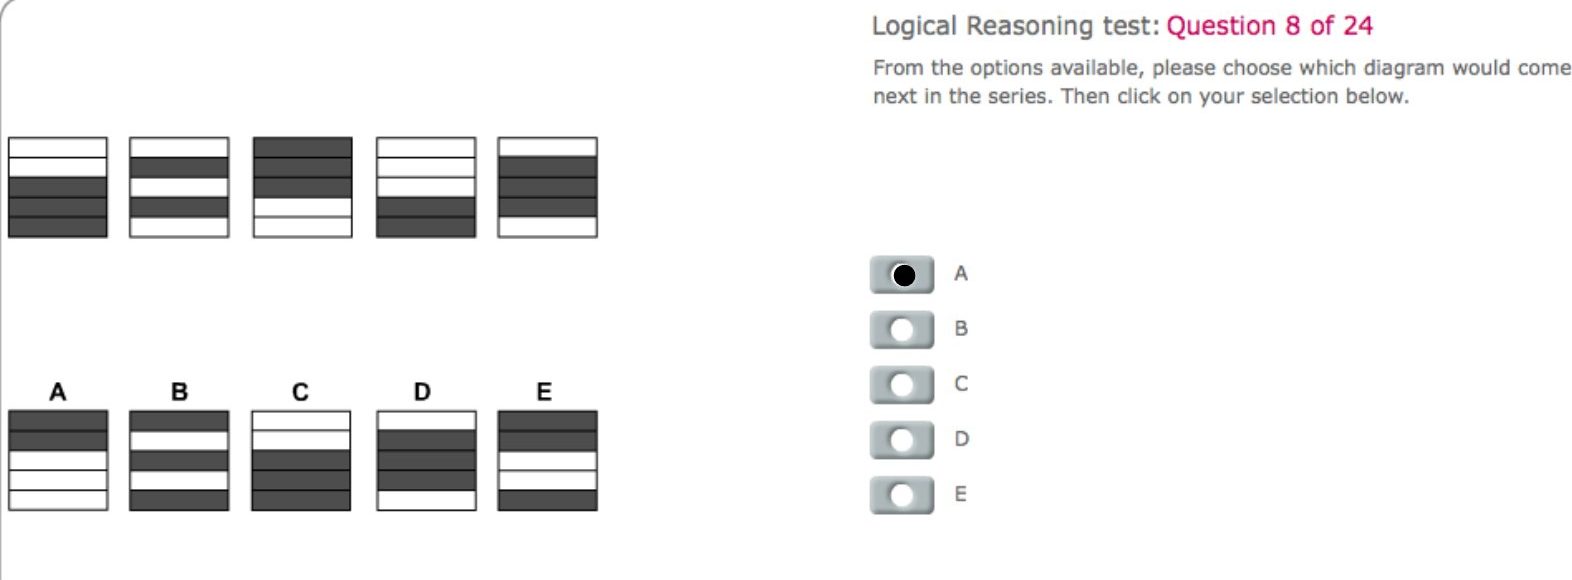 Logical Reasoning test: Question 8 of 24
From the options available, please choose which diagram would come
next in the series. Then click on your selection below.
A
B
C
D
E
A B C D E